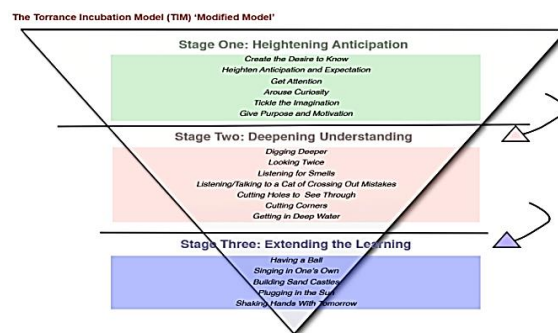 The Torrance Incubation Model (TIM) 'Modified Model'
Stage One: Heightening Anticipation
Create the Desire to Know
Heighten Anticipation and Expectation
Get Attention
Arouse Curiosity
Tickle the Imagination
Give Purpose and Motivation
Stage Two: Deepening Understanding
Digging Deeper
Looking Twice
Listening for Smells
Listening/Talking to a Cat of Crossing Out Mistakes
Cutting Holes to See Through
Cutting Corners
Getting in Deep Water
Stage Three: Extending the Learning
Having a Ball
Singing in One's Own
Building Sand Castles
Plugging in the Sun
Shaking Hands With Tomorrow